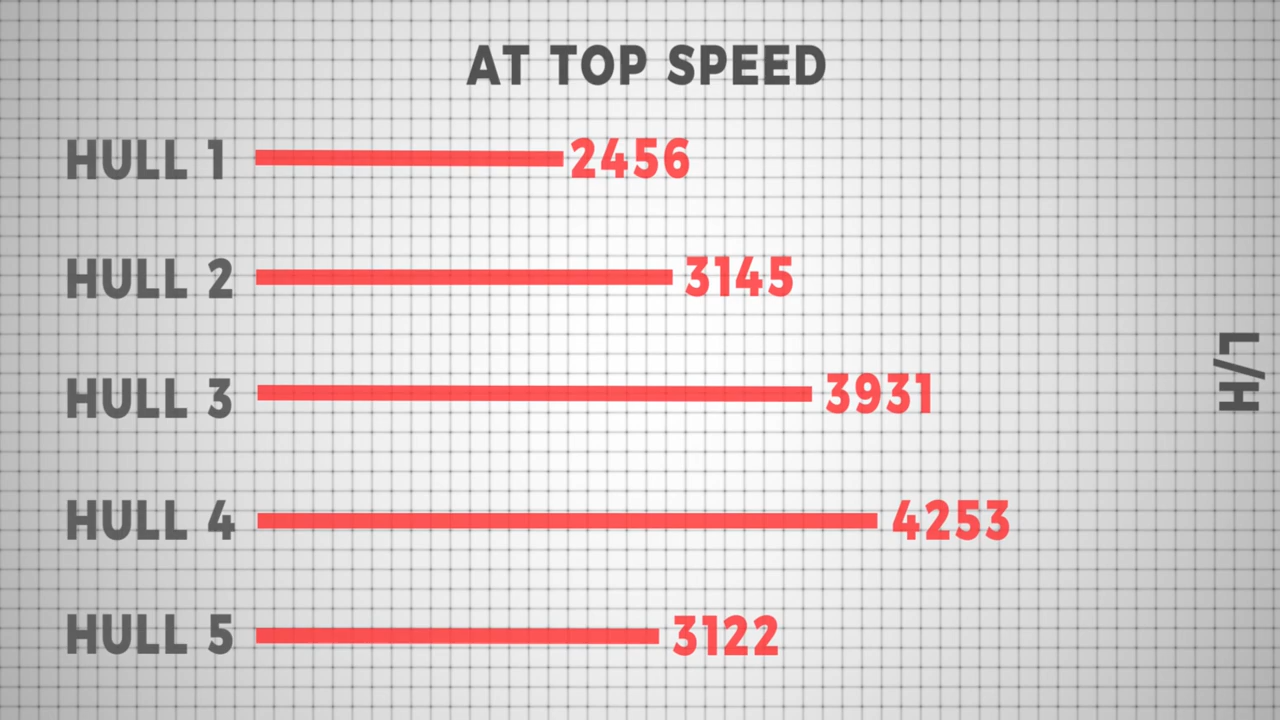 AT TOP SPEED
HULL 1 2456
HULL 2 3145
HULL 3 3931
HULL 4 4253
HULL 5 3122
L/H